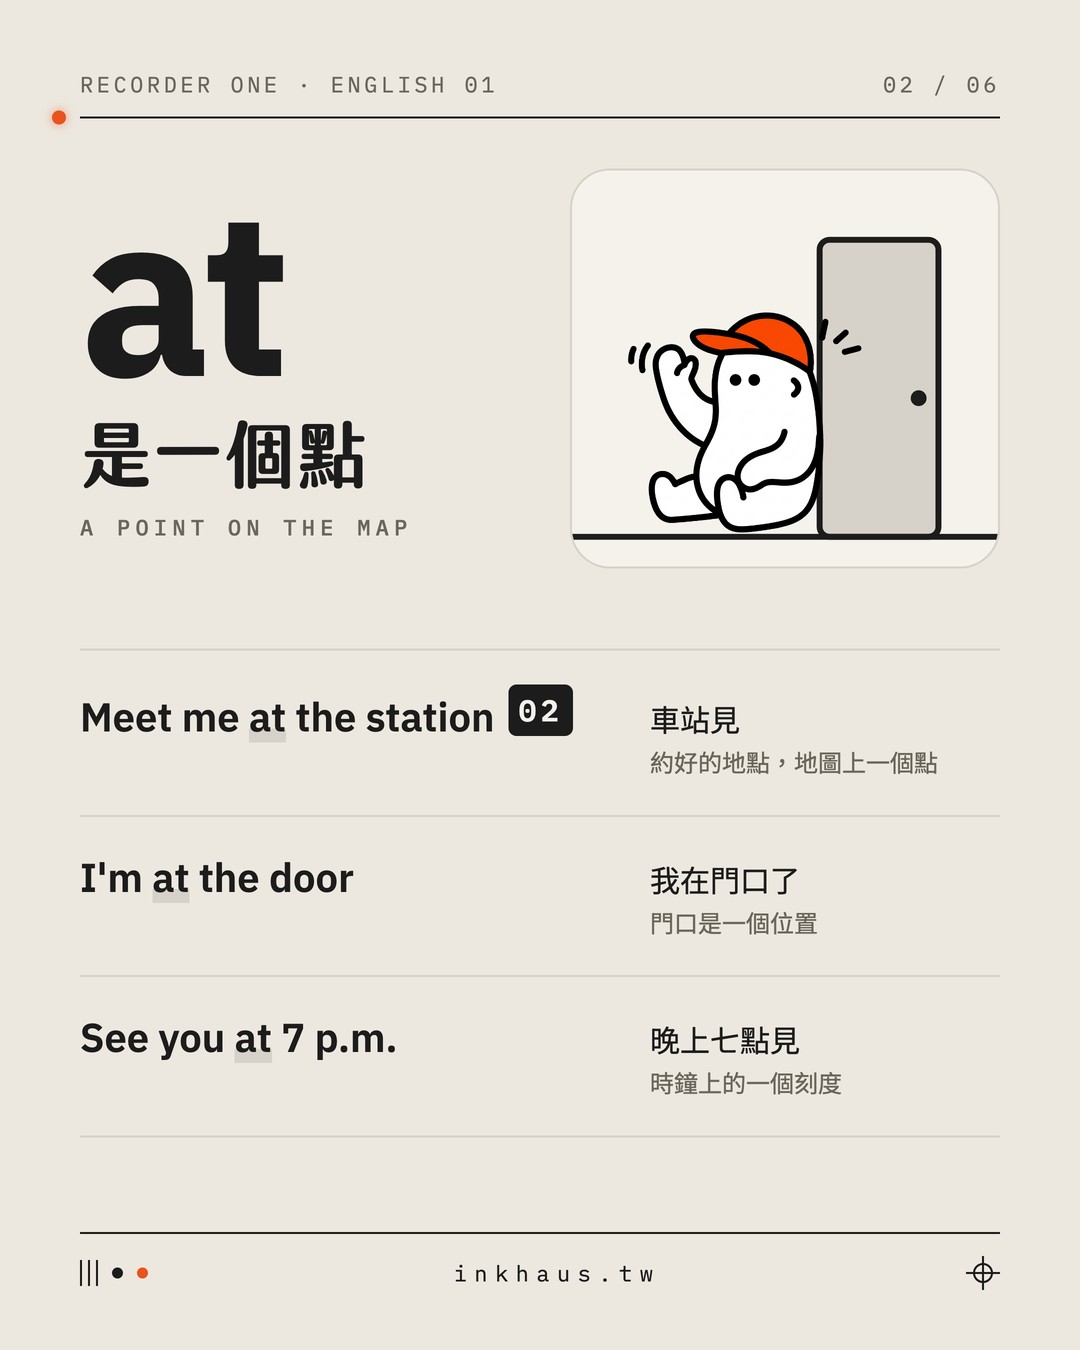 RECORDER ONE · ENGLISH 01
02 / 06
at
是一個點
A POINT ON THE MAP
Meet me at the station 02
車站見
約好的地點，地圖上一個點
I'm at the door
我在門口了
門口是一個位置
See you at 7 p.m.
晚上七點見
時鐘上的一個刻度
inkhaus.tw